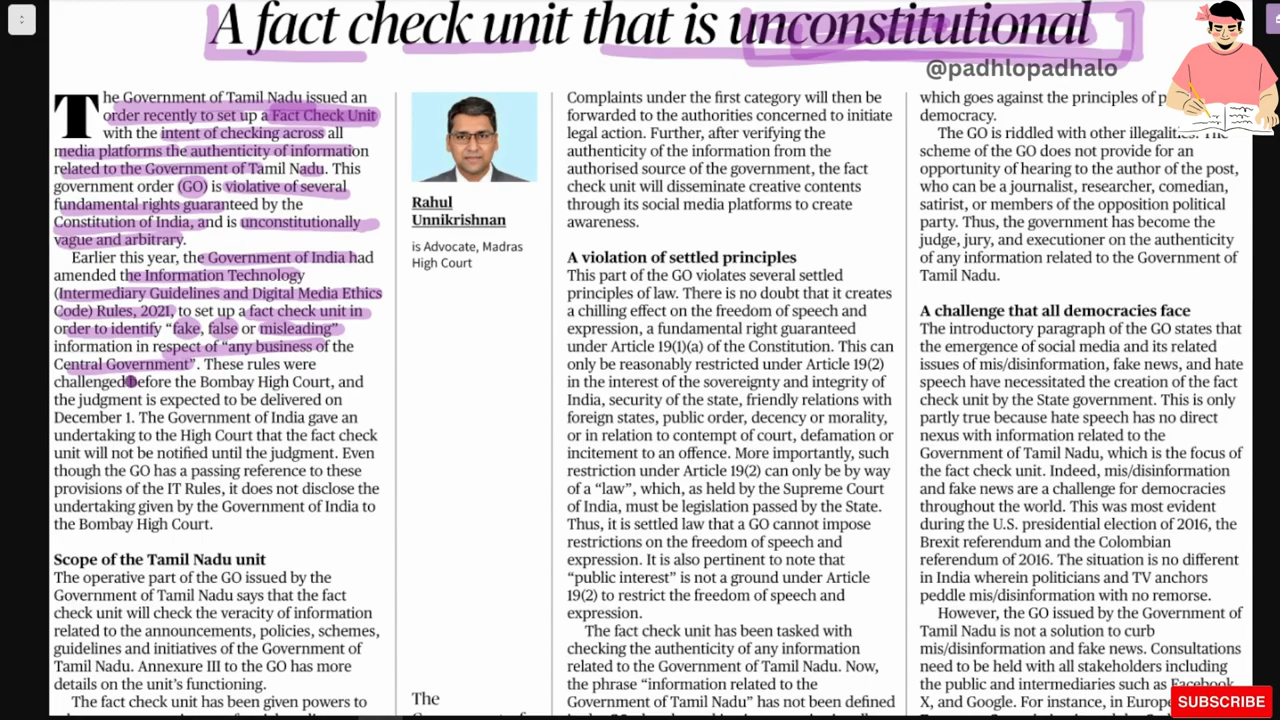 A fact check unit that is unconstitutional
@padhlopadhalo
The Government of Tamil Nadu issued an
order recently to set up a Fact Check Unit
with the intent of checking across all
media platforms the authenticity of information
related to the Government of Tamil Nadu. This
government order (GO) is violative of several
fundamental rights guaranteed by the
Constitution of India, and is unconstitutionally
vague and arbitrary.
Earlier this year, the Government of India had
amended the Information Technology
(Intermediary Guidelines and Digital Media Ethics
Code) Rules, 2021, to set up a fact check unit in
order to identify “fake, false or misleading”
information in respect of “any business of the
Central Government”. These rules were
challenged before the Bombay High Court, and
the judgment is expected to be delivered on
December 1. The Government of India gave an
undertaking to the High Court that the fact check
unit will not be notified until the judgment. Even
though the GO has a passing reference to these
provisions of the IT Rules, it does not disclose the
undertaking given by the Government of India to
the Bombay High Court.
Scope of the Tamil Nadu unit
The operative part of the GO issued by the
Government of Tamil Nadu says that the fact
check unit will check the veracity of information
related to the announcements, policies, schemes,
guidelines and initiatives of the Government of
Tamil Nadu. Annexure III to the GO has more
details on the unit’s functioning.
The fact check unit has been given powers to
Rahul
Unnikrishnan
is Advocate, Madras
High Court
The
Complaints under the first category will then be
forwarded to the authorities concerned to initiate
legal action. Further, after verifying the
authenticity of the information from the
authorised source of the government, the fact
check unit will disseminate creative contents
through its social media platforms to create
awareness.
A violation of settled principles
This part of the GO violates several settled
principles of law. There is no doubt that it creates
a chilling effect on the freedom of speech and
expression, a fundamental right guaranteed
under Article 19(1)(a) of the Constitution. This can
only be reasonably restricted under Article 19(2)
in the interest of the sovereignty and integrity of
India, security of the state, friendly relations with
foreign states, public order, decency or morality,
or in relation to contempt of court, defamation or
incitement to an offence. More importantly, such
restriction under Article 19(2) can only be by way
of a “law”, which, as held by the Supreme Court
of India, must be legislation passed by the State.
Thus, it is settled law that a GO cannot impose
restrictions on the freedom of speech and
expression. It is also pertinent to note that
“public interest” is not a ground under Article
19(2) to restrict the freedom of speech and
expression.
The fact check unit has been tasked with
checking the authenticity of any information
related to the Government of Tamil Nadu. Now,
the phrase “information related to the
Government of Tamil Nadu” has not been defined
which goes against the principles of
democracy.
The GO is riddled with other illegalities. The
scheme of the GO does not provide for an
opportunity of hearing to the author of the post,
who can be a journalist, researcher, comedian,
satirist, or members of the opposition political
party. Thus, the government has become the
judge, jury, and executioner on the authenticity
of any information related to the Government of
Tamil Nadu.
A challenge that all democracies face
The introductory paragraph of the GO states that
the emergence of social media and its related
issues of mis/disinformation, fake news, and hate
speech have necessitated the creation of the fact
check unit by the State government. This is only
partly true because hate speech has no direct
nexus with information related to the
Government of Tamil Nadu, which is the focus of
the fact check unit. Indeed, mis/disinformation
and fake news are a challenge for democracies
throughout the world. This was most evident
during the U.S. presidential election of 2016, the
Brexit referendum and the Colombian
referendum of 2016. The situation is no different
in India wherein politicians and TV anchors
peddle mis/disinformation with no remorse.
However, the GO issued by the Government of
Tamil Nadu is not a solution to curb
mis/disinformation and fake news. Consultations
need to be held with all stakeholders including
the public and intermediaries such as Facebook,
X, and Google. For instance, in Europe
SUBSCRIBE